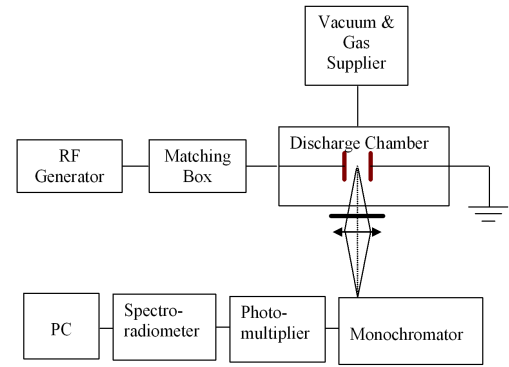 Vacuum &
Gas
Supplier
Discharge Chamber
RF
Generator
Matching
Box
PC
Spectro-
radiometer
Photo-
multiplier
Monochromator